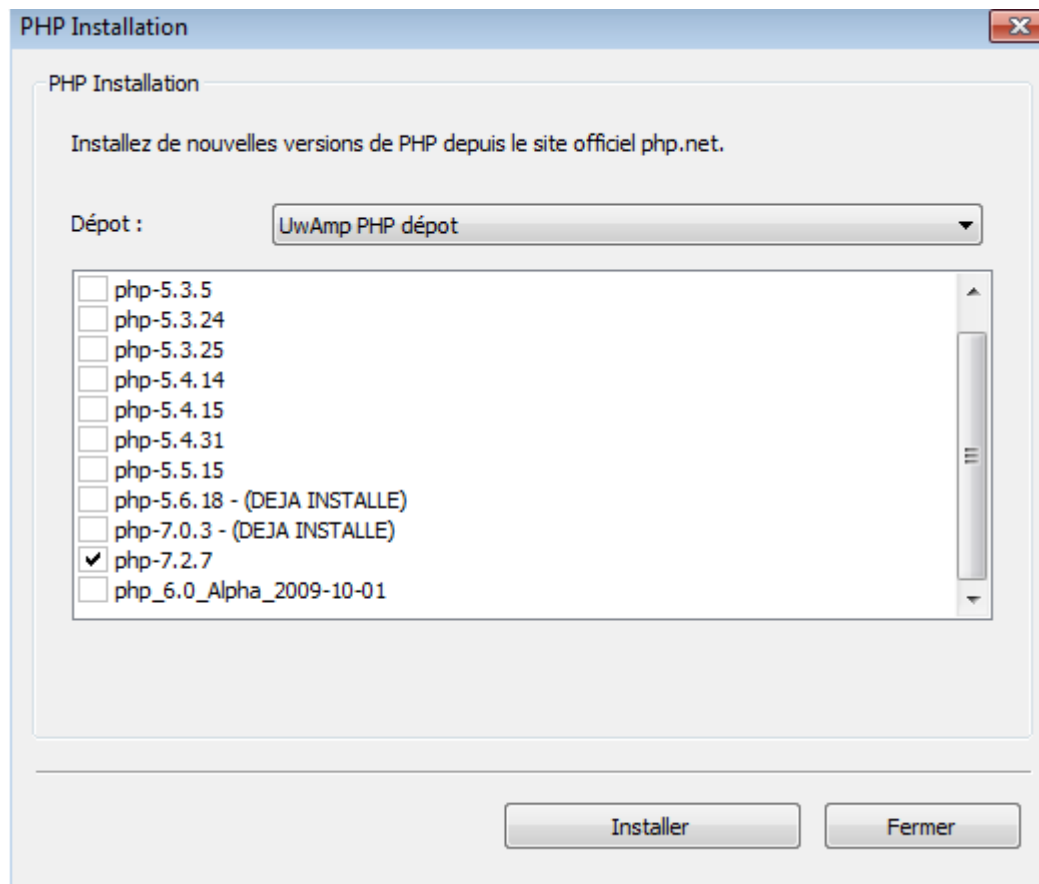 PHP Installation
PHP Installation
Installez de nouvelles versions de PHP depuis le site officiel php.net.
Dépot : UwAmp PHP dépot
php-5.3.5
php-5.3.24
php-5.3.25
php-5.4.14
php-5.4.15
php-5.4.31
php-5.5.15
php-5.6.18 - (DEJA INSTALLE)
php-7.0.3 - (DEJA INSTALLE)
php-7.2.7
php_6.0_Alpha_2009-10-01
Installer Fermer